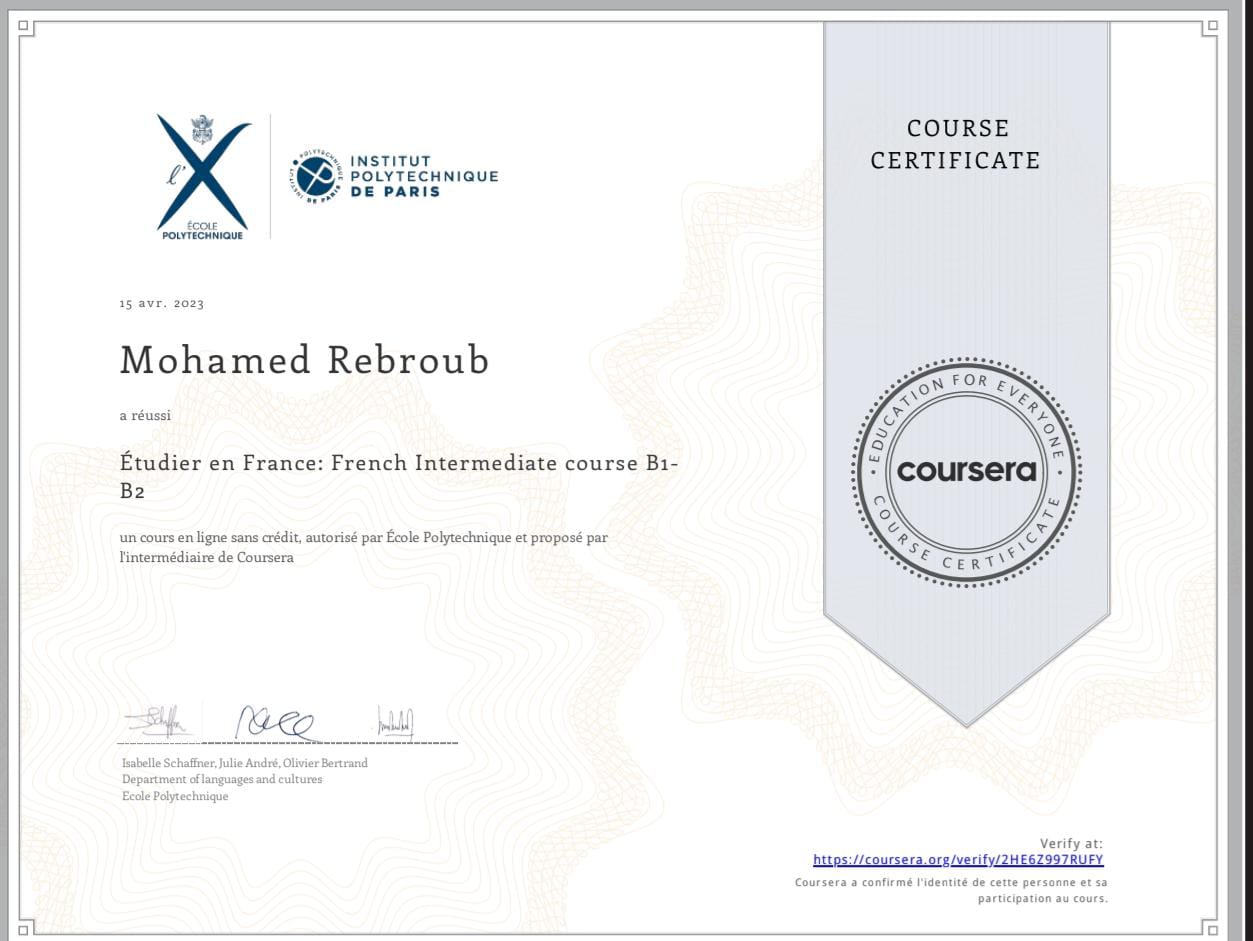 COURSE
CERTIFICATE
l'
ÉCOLE
POLYTECHNIQUE
POLYTECHNIQUE
INSTITUT
DE PARIS
INSTITUT
POLYTECHNIQUE
DE PARIS
15 avr. 2023
Mohamed Rebroub
a réussi
Étudier en France: French Intermediate course B1-
B2
un cours en ligne sans crédit, autorisé par École Polytechnique et proposé par
l'intermédiaire de Coursera
EDUCATION FOR EVERYONE
coursera
COURSE CERTIFICATE
Isabelle Schaffner, Julie André, Olivier Bertrand
Department of languages and cultures
Ecole Polytechnique
Verify at:
https://coursera.org/verify/2HE6Z997RUFY
Coursera a confirmé l'identité de cette personne et sa
participation au cours.